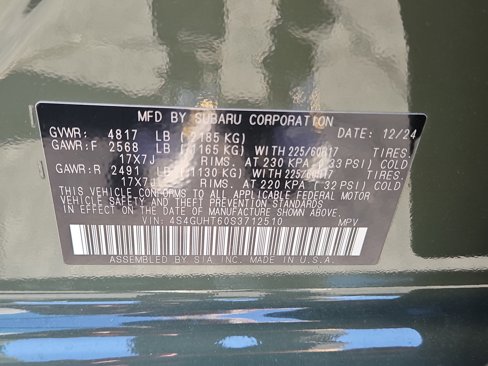 MFD BY SUBARU CORPORATION
GVWR: 4817 LB ( 2185 KG) DATE: 12/24
GAWR:F 2568 LB ( 1165 KG) WITH 225/60R17 TIRES.
17X7J RIMS. AT 230 KPA ( 33 PSI) COLD.
GAWR:R 2491 LB ( 1130 KG) WITH 225/60R17 TIRES.
17X7J RIMS. AT 220 KPA ( 32 PSI) COLD.
THIS VEHICLE CONFORMS TO ALL APPLICABLE FEDERAL MOTOR
VEHICLE SAFETY, BUMPER, AND THEFT PREVENTION STANDARDS
IN EFFECT ON THE DATE OF MANUFACTURE SHOWN ABOVE.
VIN: 4S4GUHT60S3712510 MPV
ASSEMBLED BY SIA, INC. MADE IN U.S.A.